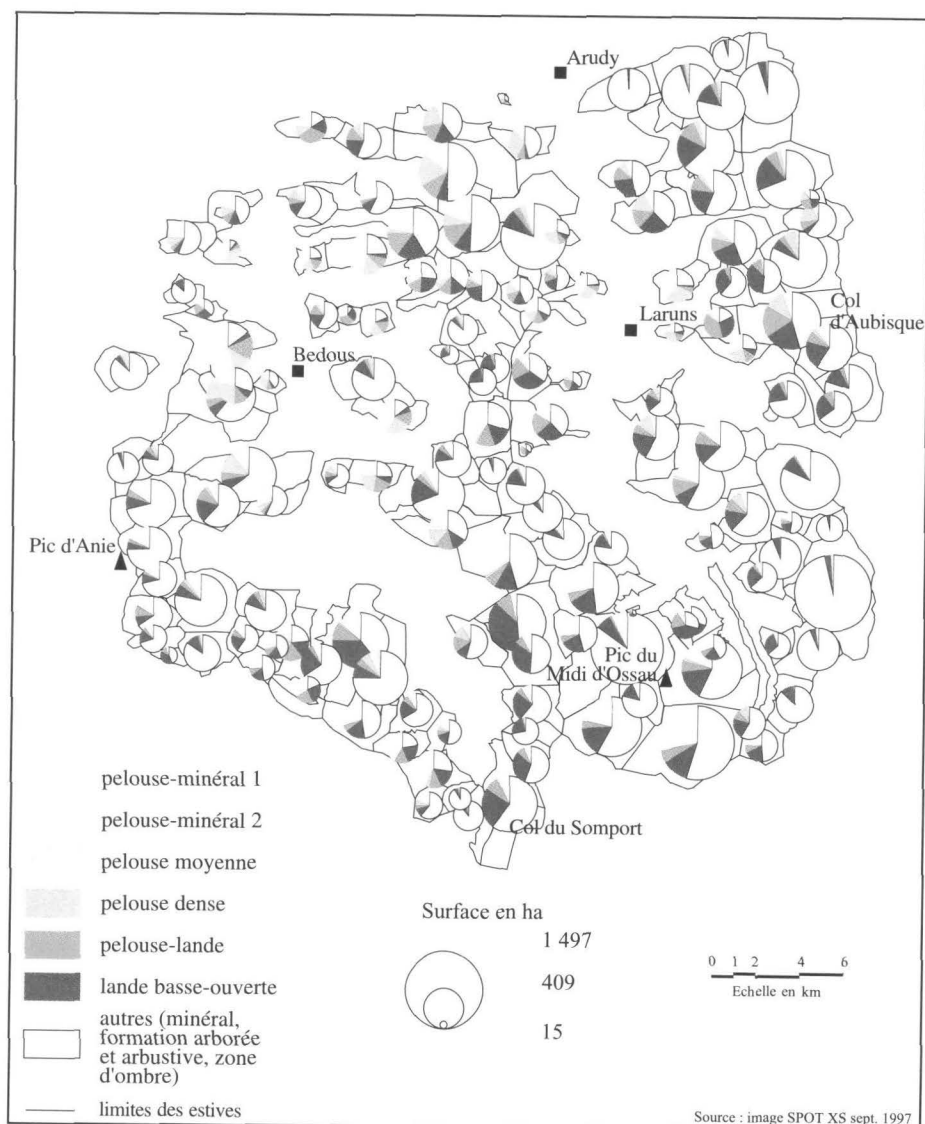 Arudy
Laruns
Col
d'Aubisque
Bedous
Pic d'Anie
Pic du
Midi d'Ossau
Col du Somport
pelouse-minéral 1
pelouse-minéral 2
pelouse moyenne
pelouse dense
pelouse-lande
lande basse-ouverte
autres (minéral,
formation arborée
et arbustive, zone
d'ombre)
limites des estives
Surface en ha
1 497
409
15
0 1 2 4 6
Echelle en km
Source : image SPOT XS sept. 1997